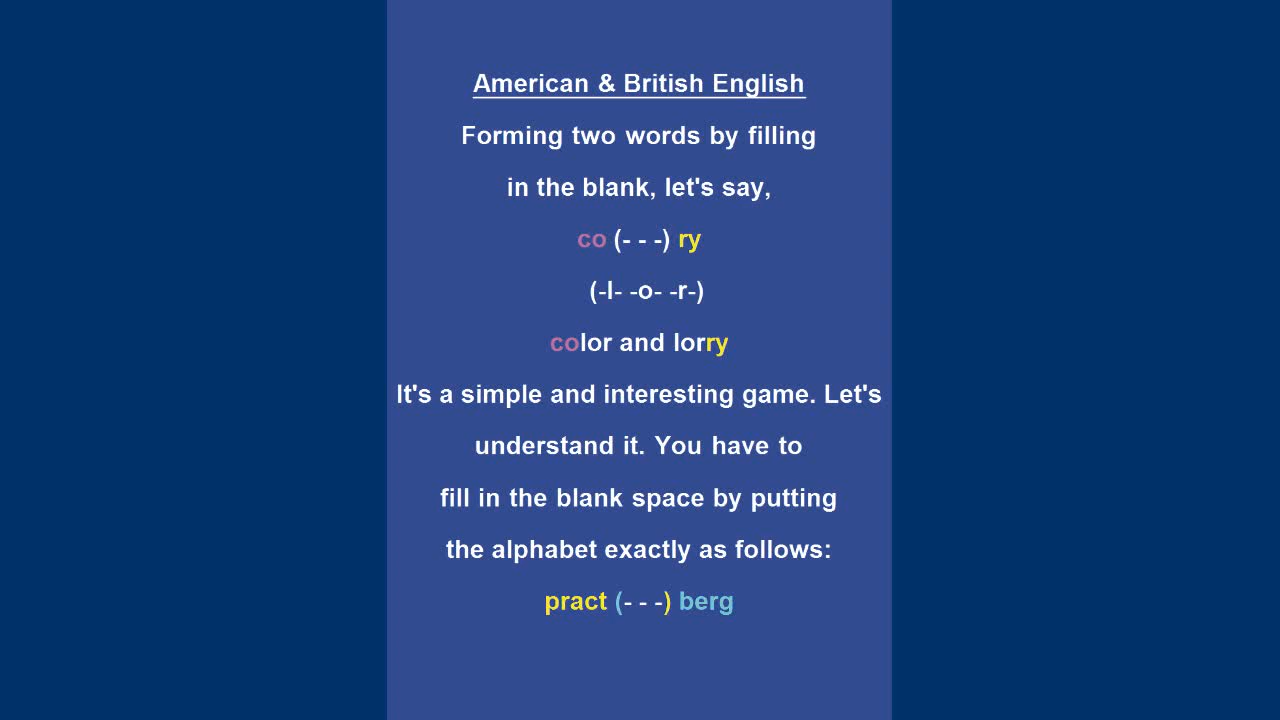 American & British English
Forming two words by filling
in the blank, let's say,
co (- - -) ry
(-l- -o- -r-)
color and lorry
It's a simple and interesting game. Let's
understand it. You have to
fill in the blank space by putting
the alphabet exactly as follows:
pract (- - -) berg